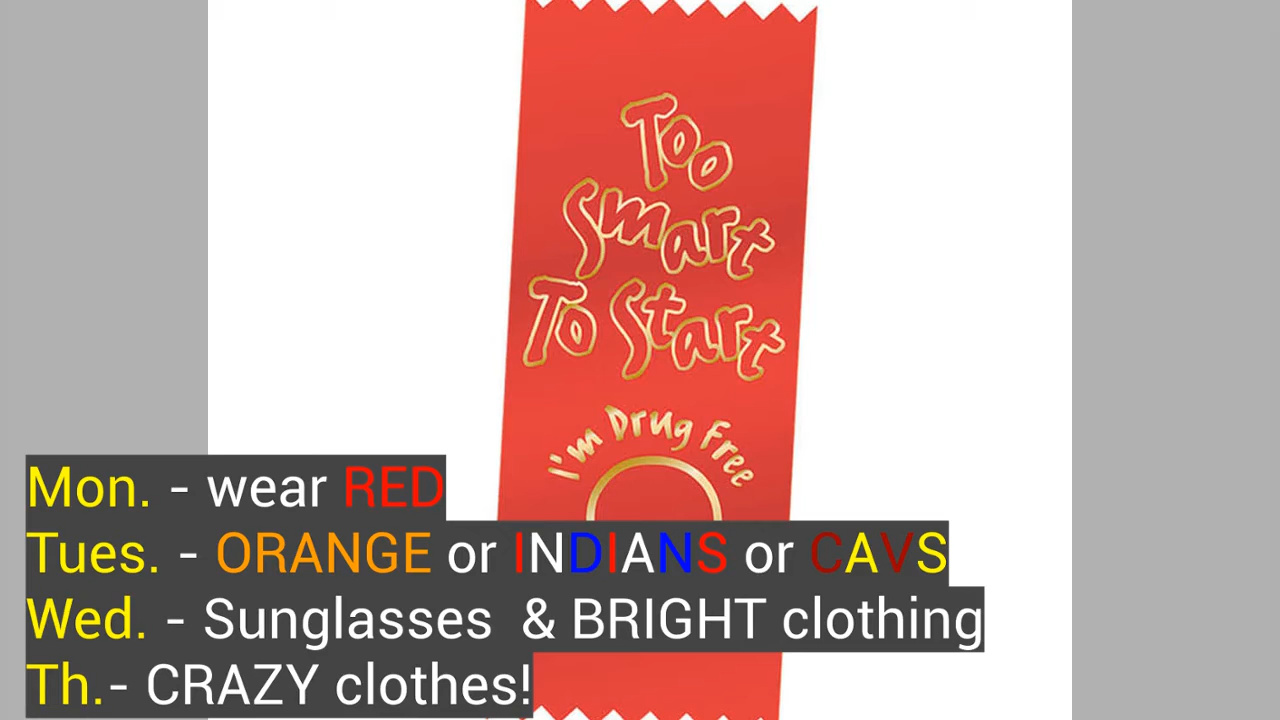 Too
Smart
To Start
I'm Drug Free
Mon. - wear RED
Tues. - ORANGE or INDIANS or CAVS
Wed. - Sunglasses & BRIGHT clothing
Th.- CRAZY clothes!